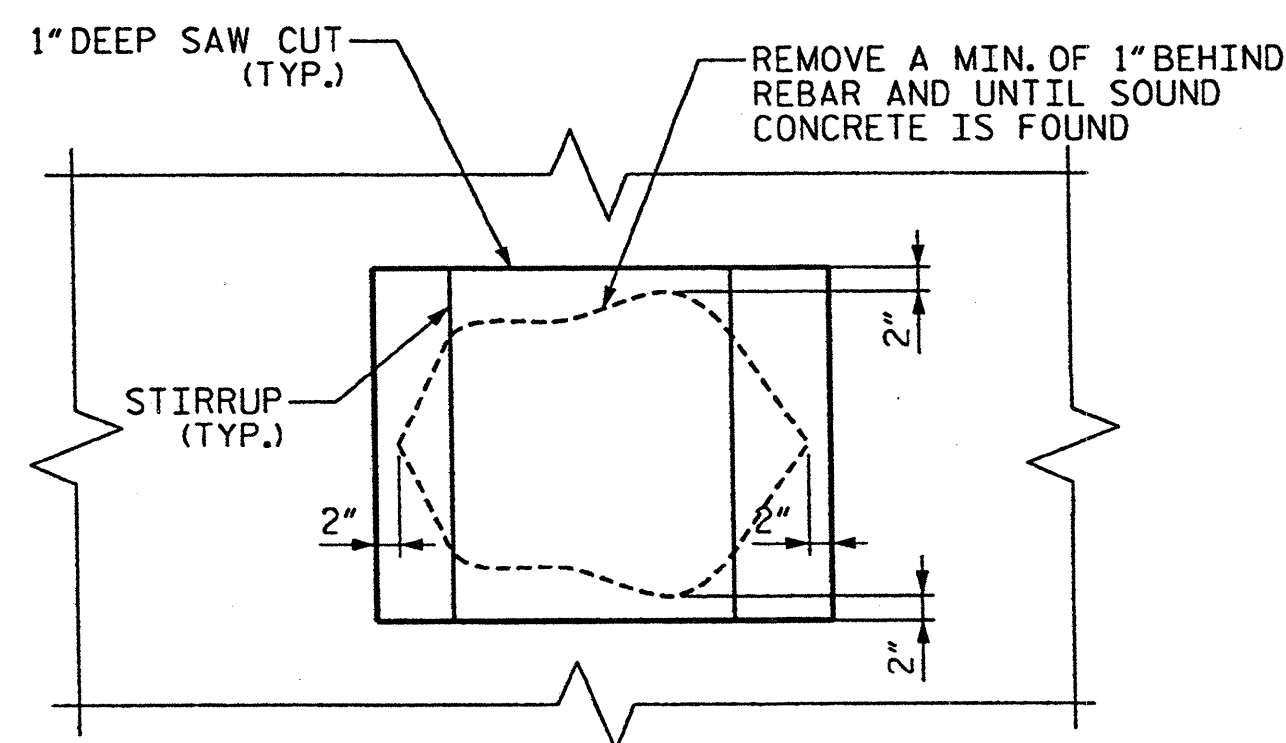 1" DEEP SAW CUT
(TYP.)
REMOVE A MIN. OF 1" BEHIND
REBAR AND UNTIL SOUND
CONCRETE IS FOUND
2"
STIRRUP
(TYP.)
2"
2"
2"